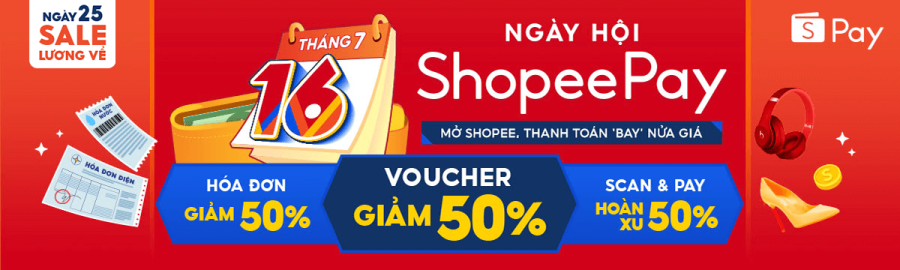 NGÀY 25
SALE
LƯƠNG VỀ
HÓA ĐƠN
NƯỚC
HÓA ĐƠN ĐIỆN
THÁNG 7
16
NGÀY HỘI
ShopeePay
MỞ SHOPEE, THANH TOÁN 'BAY' NỬA GIÁ
HÓA ĐƠN
GIẢM 50%
VOUCHER
GIẢM 50%
SCAN & PAY
HOÀN XU 50%
S Pay
S